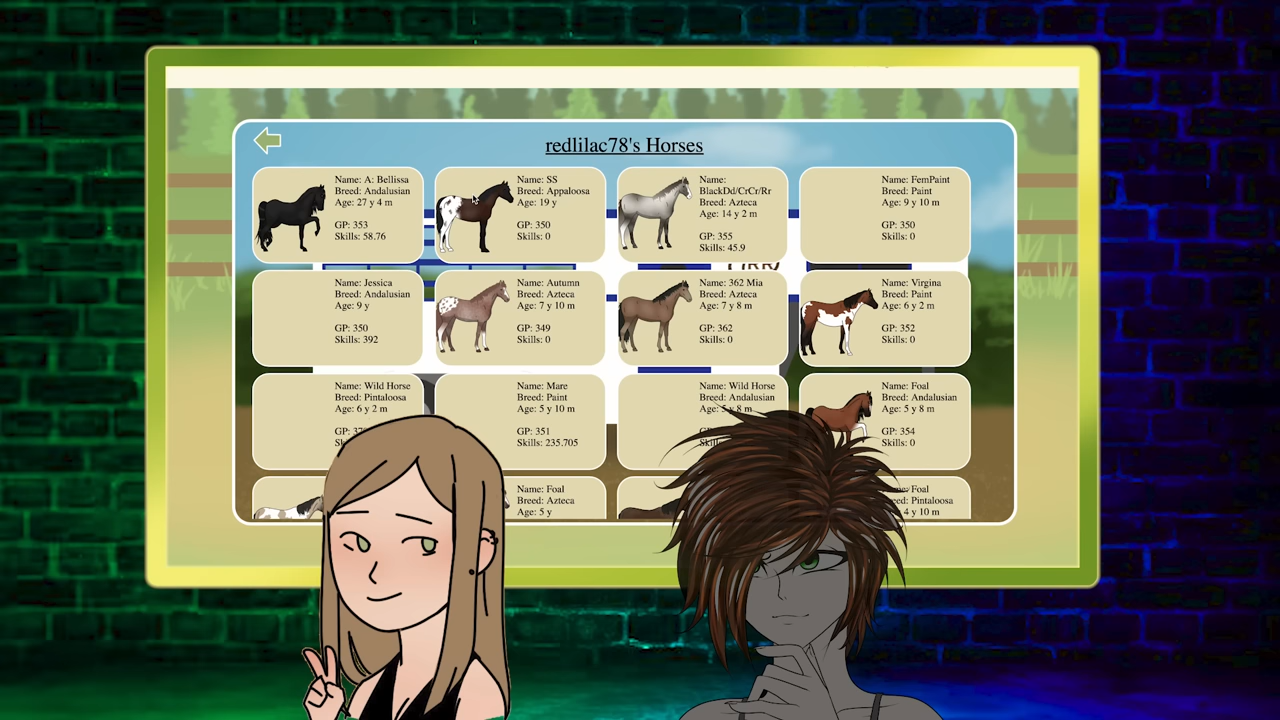 redlilac78's Horses
Name: A: Bellissa
Breed: Andalusian
Age: 27 y 4 m
GP: 353
Skills: 58.76
Name: SS
Breed: Appaloosa
Age: 19 y
GP: 350
Skills: 0
Name:
BlackDd/CrCr/Rr
Breed: Azteca
Age: 14 y 2 m
GP: 355
Skills: 45.9
Name: FemPaint
Breed: Paint
Age: 9 y 10 m
GP: 350
Skills: 0
Name: Jessica
Breed: Andalusian
Age: 9 y
GP: 350
Skills: 392
Name: Autumn
Breed: Azteca
Age: 7 y 10 m
GP: 349
Skills: 0
Name: 362 Mia
Breed: Azteca
Age: 7 y 8 m
GP: 362
Skills: 0
Name: Virgina
Breed: Paint
Age: 6 y 2 m
GP: 352
Skills: 0
Name: Wild Horse
Breed: Pintaloosa
Age: 6 y 2 m
GP:
Name: Mare
Breed: Paint
Age: 5 y 10 m
GP: 351
Skills: 235.705
Name: Wild Horse
Breed: Andalusian
Age: 5 y 8 m
Name: Foal
Breed: Andalusian
Age: 5 y 8 m
GP: 354
Skills: 0
Name: Foal
Breed: Azteca
Age: 5 y
Foal
Pintaloosa
4 y 10 m